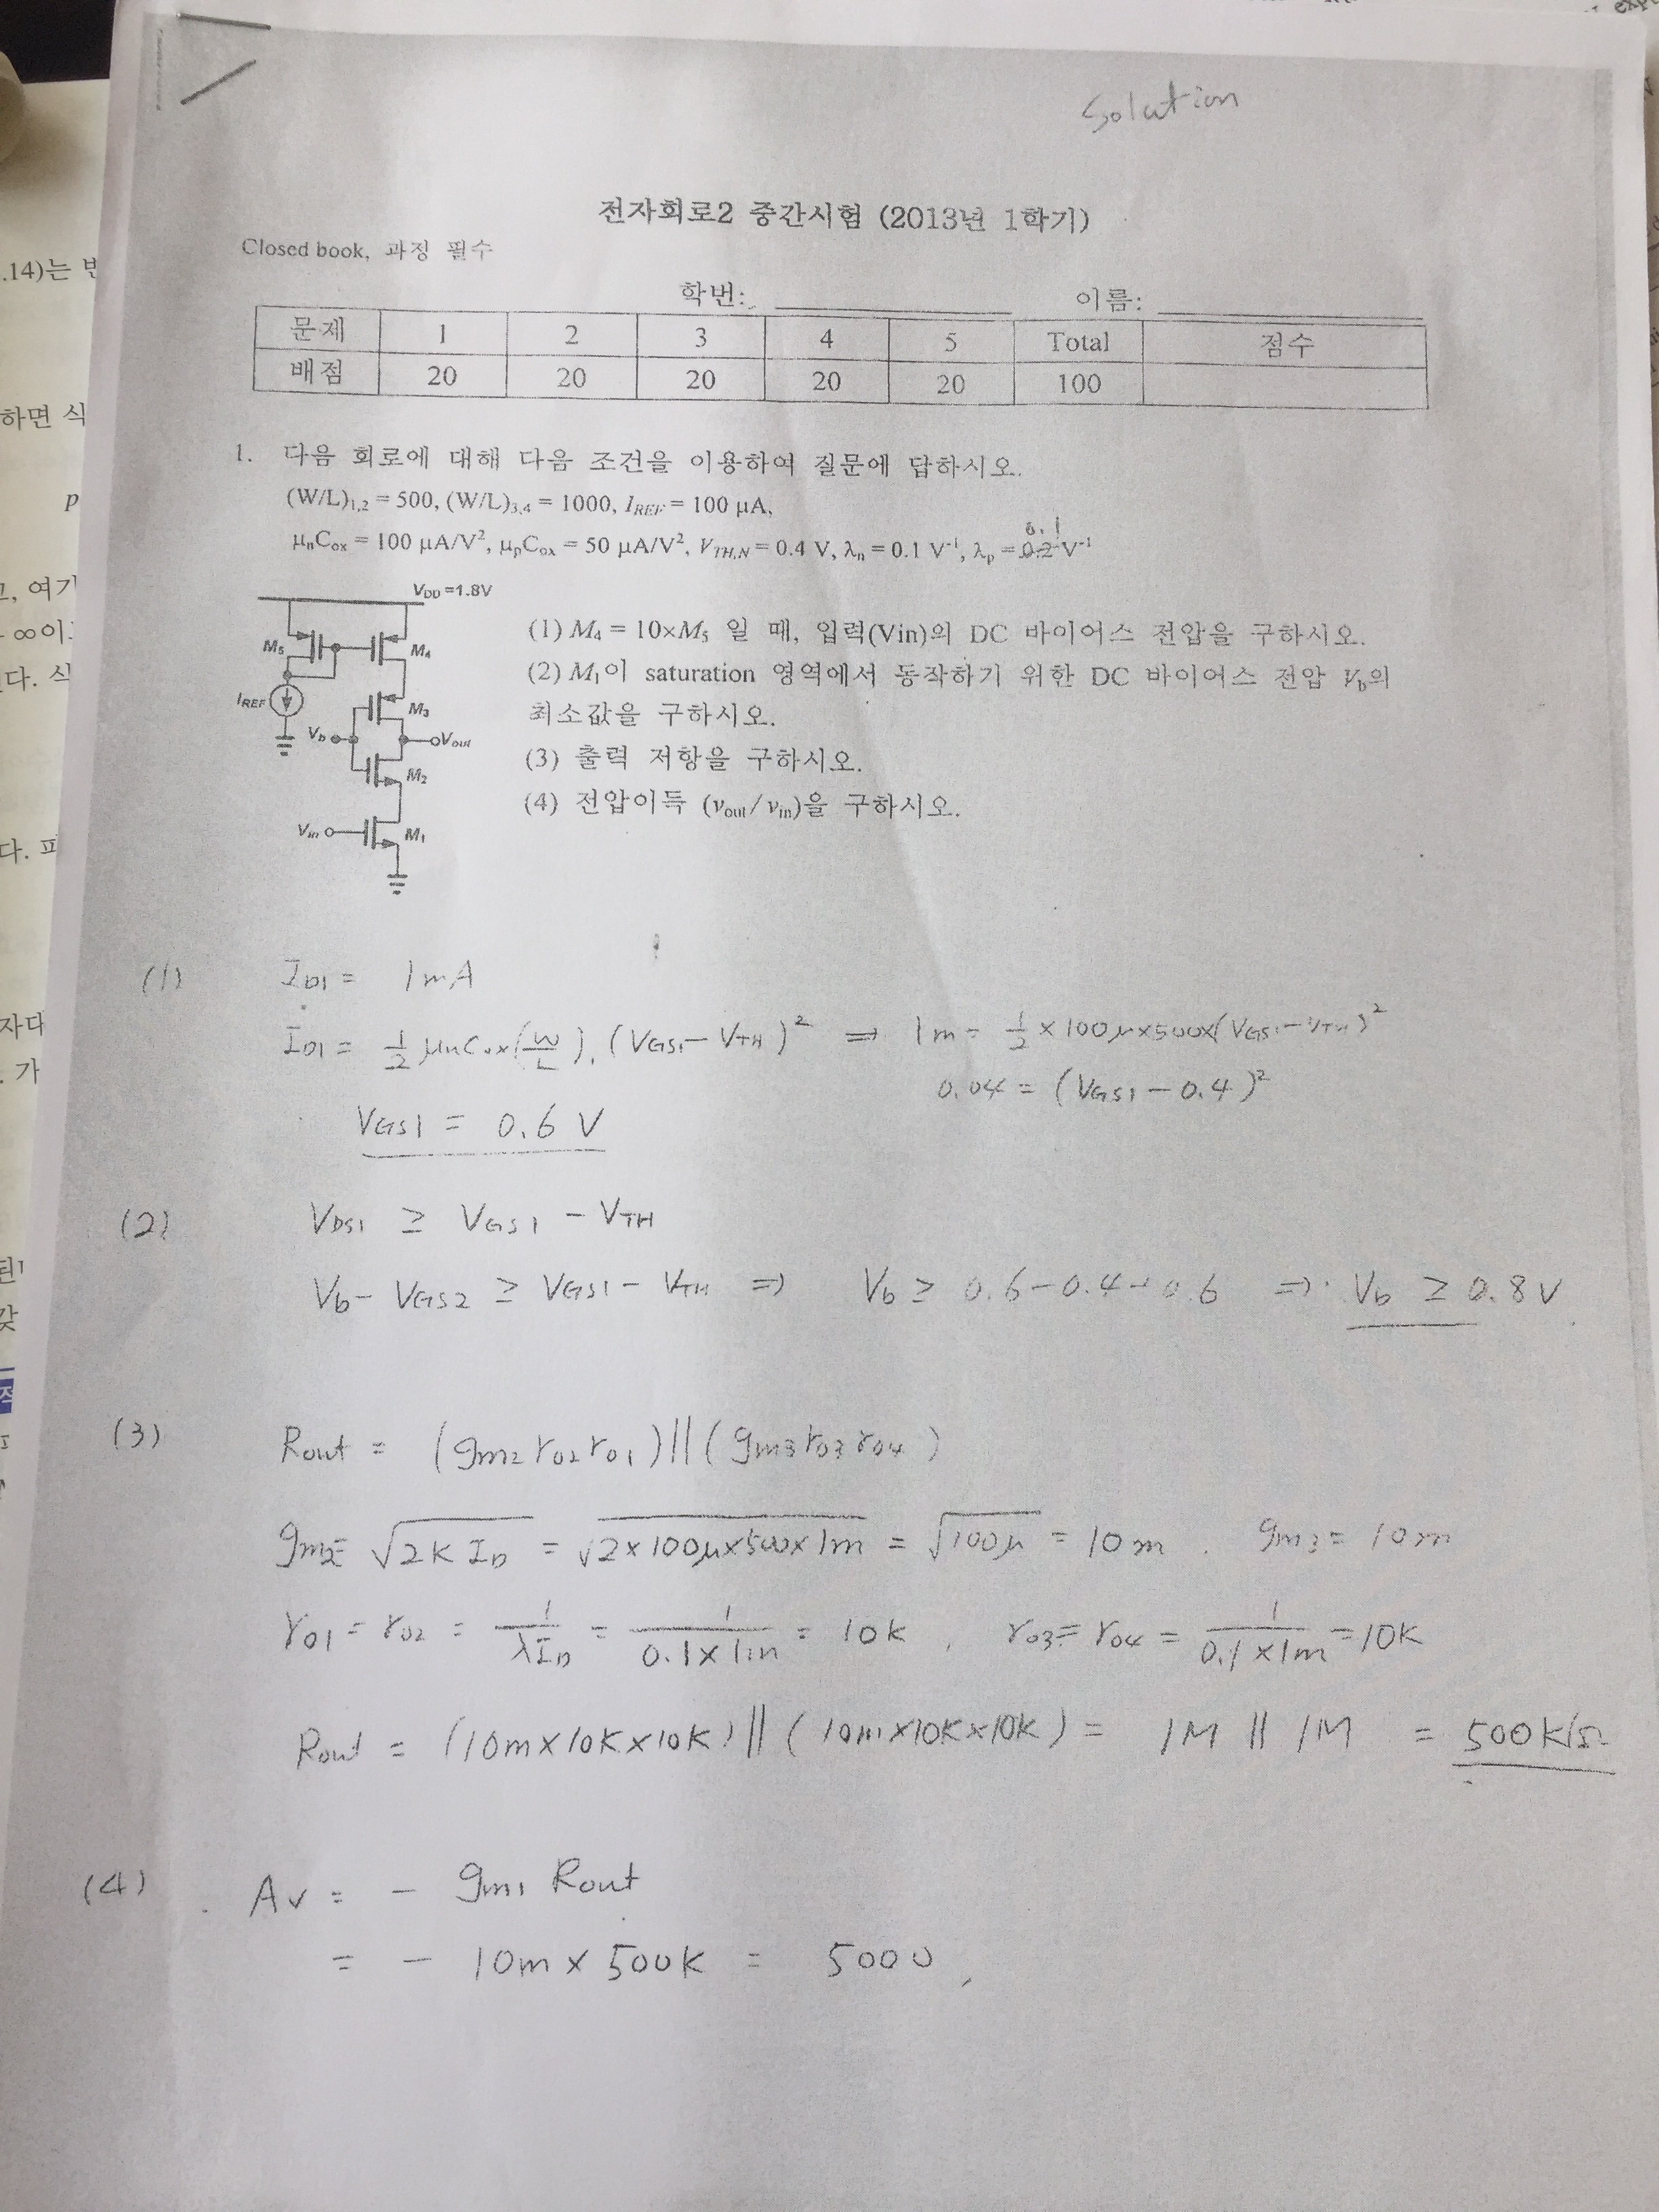 Solution
전자회로2 중간시험 (2013년 1학기)
Closed book, 과정 필수
학번: 이름:
문제 1 2 3 4 5 Total 점수
배점 20 20 20 20 20 100
1. 다음 회로에 대해 다음 조건을 이용하여 질문에 답하시오.
(W/L)1,2 = 500, (W/L)3,4 = 1000, IREF = 100 μA,
0.1
μnCox = 100 μA/V², μpCox = 50 μA/V², VTH,N = 0.4 V, λn = 0.1 V⁻¹, λp = 0.2 V⁻¹
VDD =1.8V
M5
M4
IREF
M3
Vb
Vout
M2
Vin
M1
(1) M4 = 10×M5 일 때, 입력(Vin)의 DC 바이어스 전압을 구하시오.
(2) M1이 saturation 영역에서 동작하기 위한 DC 바이어스 전압 Vb의
최소값을 구하시오.
(3) 출력 저항을 구하시오.
(4) 전압이득 (vout/vin)을 구하시오.
(1) ID1 = 1mA
ID1 = 1/2 μnCox(W/L)1 (VGS1 - VTH)² ⇒ 1m = 1/2 × 100μ×500×(VGS1-VTH)²
0.04 = (VGS1 - 0.4)²
VGS1 = 0.6 V
(2) VDS1 ≥ VGS1 - VTH
Vb - VGS2 ≥ VGS1 - VTH ⇒ Vb ≥ 0.6-0.4+0.6 ⇒ Vb ≥ 0.8V
(3) Rout = (gm2 ro2 ro1) || (gm3 ro3 ro4)
gm2 = √2KID = √2×100μ×500×1m = √100μ = 10m . gm3 = 10m
ro1 = ro2 = 1/λID = 1/0.1×1m = 10k , ro3 = ro4 = 1/0.1×1m = 10K
Rout = (10m×10K×10K) || (10m×10K×10K) = 1M || 1M = 500KΩ
(4) Av = - gm1 Rout
= - 10m × 500K = 5000
.14)는 반
하면 식
p
다. 식
자다
. 가
갖